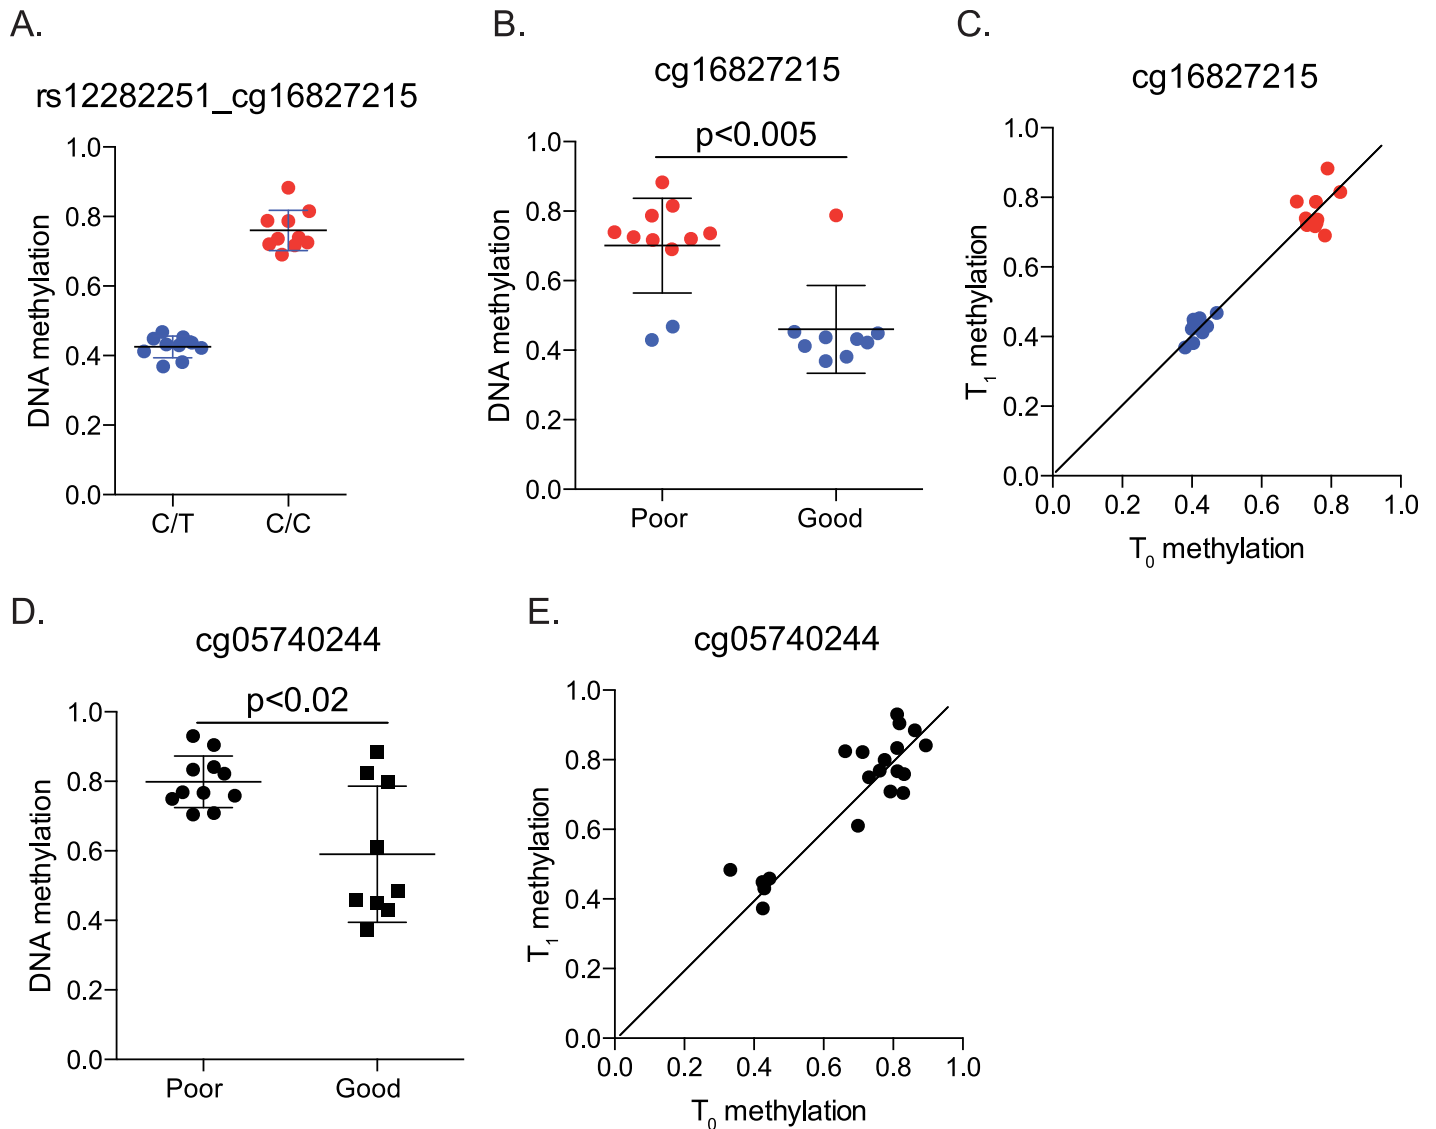 A.
rs12282251_cg16827215
DNA methylation
1.0
0.8
0.6
0.4
0.2
0.0
C/T C/C
B.
cg16827215
p<0.005
DNA methylation
1.0
0.8
0.6
0.4
0.2
0.0
Poor Good
C.
cg16827215
T1 methylation
1.0
0.8
0.6
0.4
0.2
0.0
0.0 0.2 0.4 0.6 0.8 1.0
T0 methylation
D.
cg05740244
p<0.02
DNA methylation
1.0
0.8
0.6
0.4
0.2
0.0
Poor Good
E.
cg05740244
T1 methylation
1.0
0.8
0.6
0.4
0.2
0.0
0.0 0.2 0.4 0.6 0.8 1.0
T0 methylation